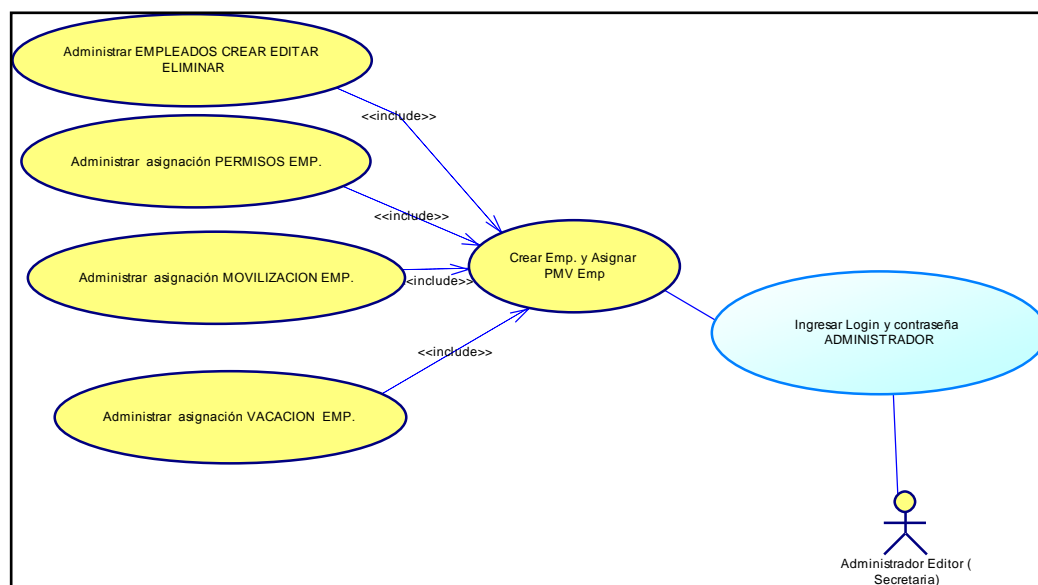 Administrar EMPLEADOS CREAR EDITAR
ELIMINAR
<<include>>
Administrar asignación PERMISOS EMP.
<<include>>
Crear Emp. y Asignar
PMV Emp
Administrar asignación MOVILIZACION EMP.
<include>>
Ingresar Login y contraseña
ADMINISTRADOR
<<include>>
Administrar asignación VACACION EMP.
Administrador Editor (
Secretaria)